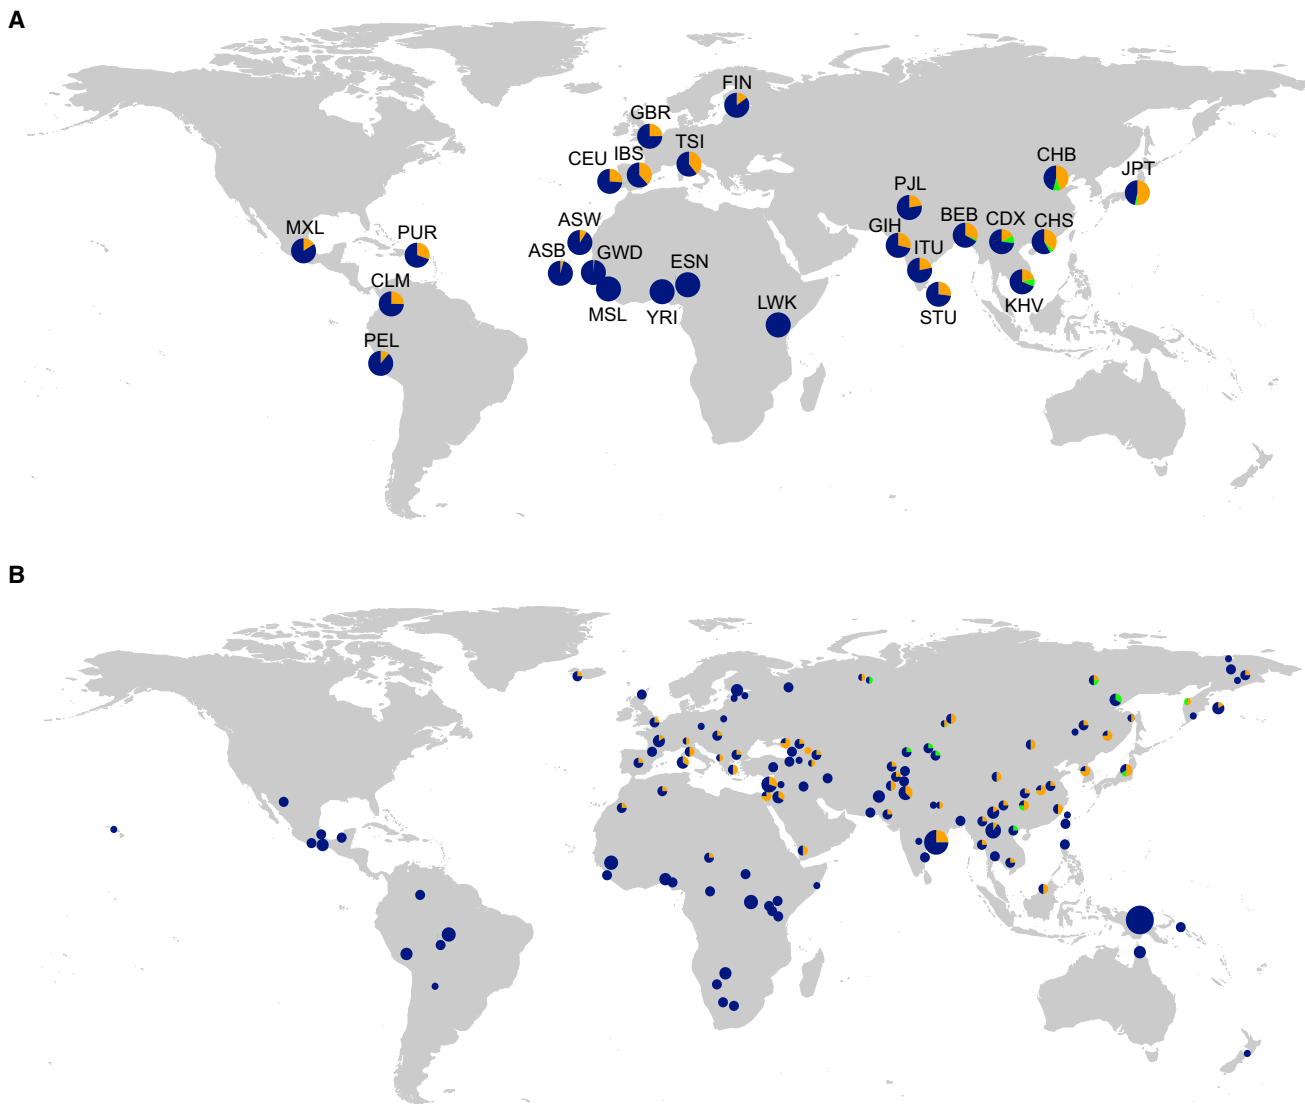 A
FIN
GBR
TSI
CEU IBS
CHB
JPT
PJL
ASW
BEB CDX CHS
MXL
PUR
GIH
ITU
ASB GWD
ESN
CLM
LWK
KHV
MSL YRI
STU
PEL
B